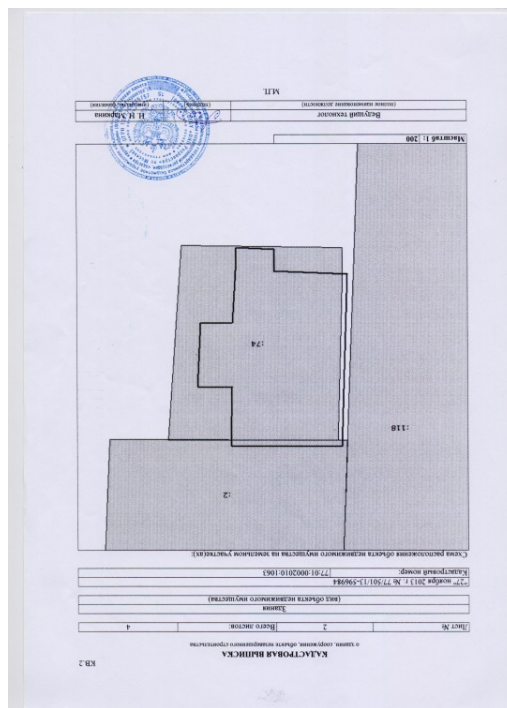 КВ.2
КАДАСТРОВАЯ ВЫПИСКА
о здании, сооружении, объекте незавершенного строительства
Лист № 2 Всего листов: 4
Здания
(вид объекта недвижимого имущества)
"27" ноября 2013 г. № 77/501/13-596984
Кадастровый номер: 77:01:0002010:1063
Схема расположения объекта недвижимого имущества на земельном участке(ах):
:2
:118
:74
Масштаб 1: 200
Ведущий технолог Н.Н. Маркина
(полное наименование должности) (подпись) (инициалы, фамилия)
М.П.